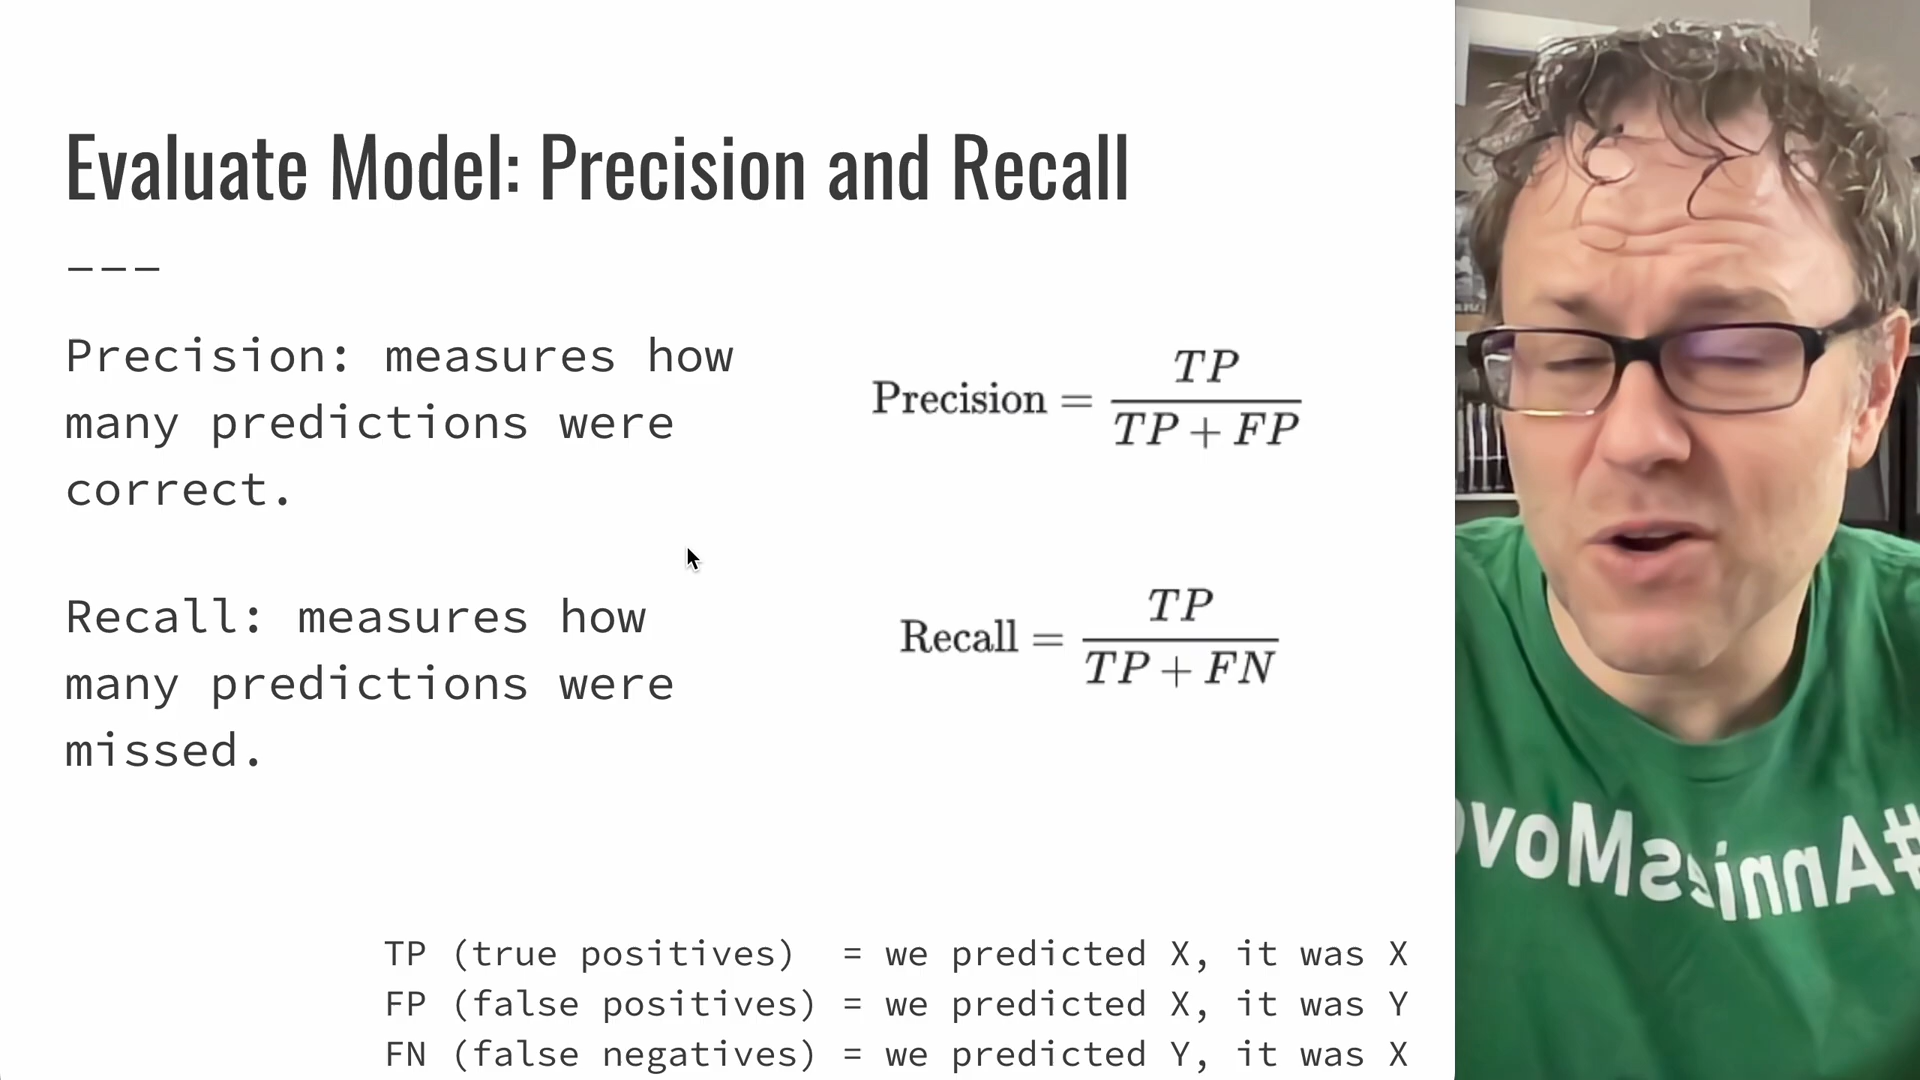 Evaluate Model: Precision and Recall
———
Precision: measures how
many predictions were
correct.
Precision = TP / TP + FP
Recall: measures how
many predictions were
missed.
Recall = TP / TP + FN
TP (true positives) = we predicted X, it was X
FP (false positives) = we predicted X, it was Y
FN (false negatives) = we predicted Y, it was X